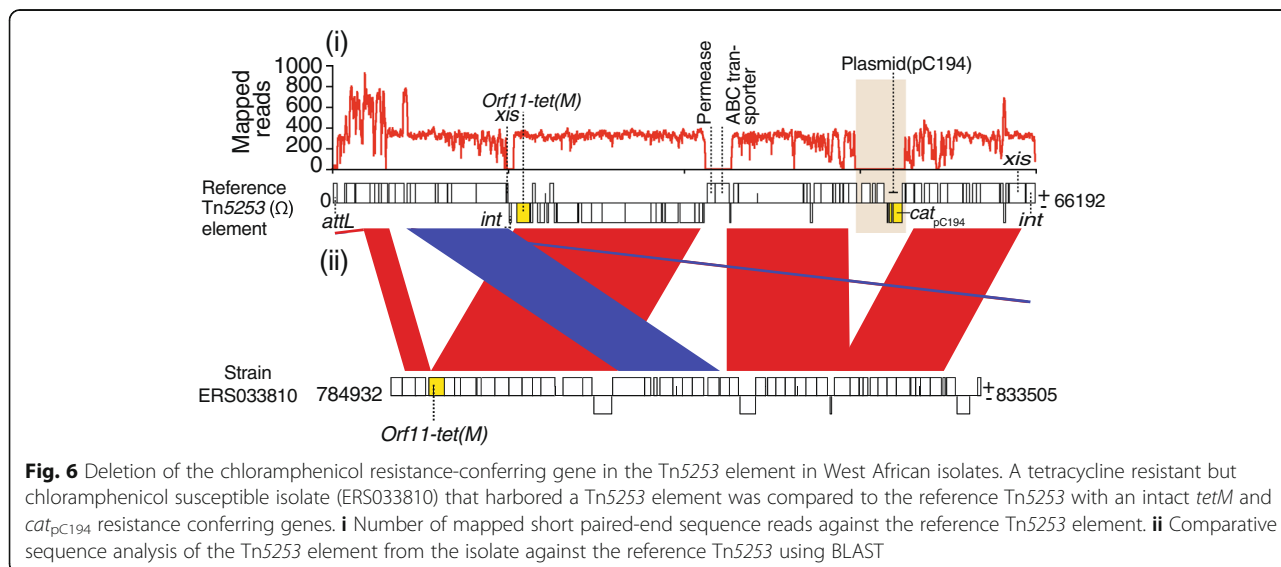 (i)
1000
800
600
400
200
0
Mapped
reads
Orf11-tet(M)
xis
Permease
ABC tran-
sporter
Plasmid(pC194)
xis
Reference
Tn5253 (Ω)
element
0
+
-
66192
attL
int
cat pC194
int
(ii)
Strain
ERS033810
784932
+
-
833505
Orf11-tet(M)
Fig. 6 Deletion of the chloramphenicol resistance-conferring gene in the Tn5253 element in West African isolates. A tetracycline resistant but
chloramphenicol susceptible isolate (ERS033810) that harbored a Tn5253 element was compared to the reference Tn5253 with an intact tetM and
catpC194 resistance conferring genes. i Number of mapped short paired-end sequence reads against the reference Tn5253 element. ii Comparative
sequence analysis of the Tn5253 element from the isolate against the reference Tn5253 using BLAST